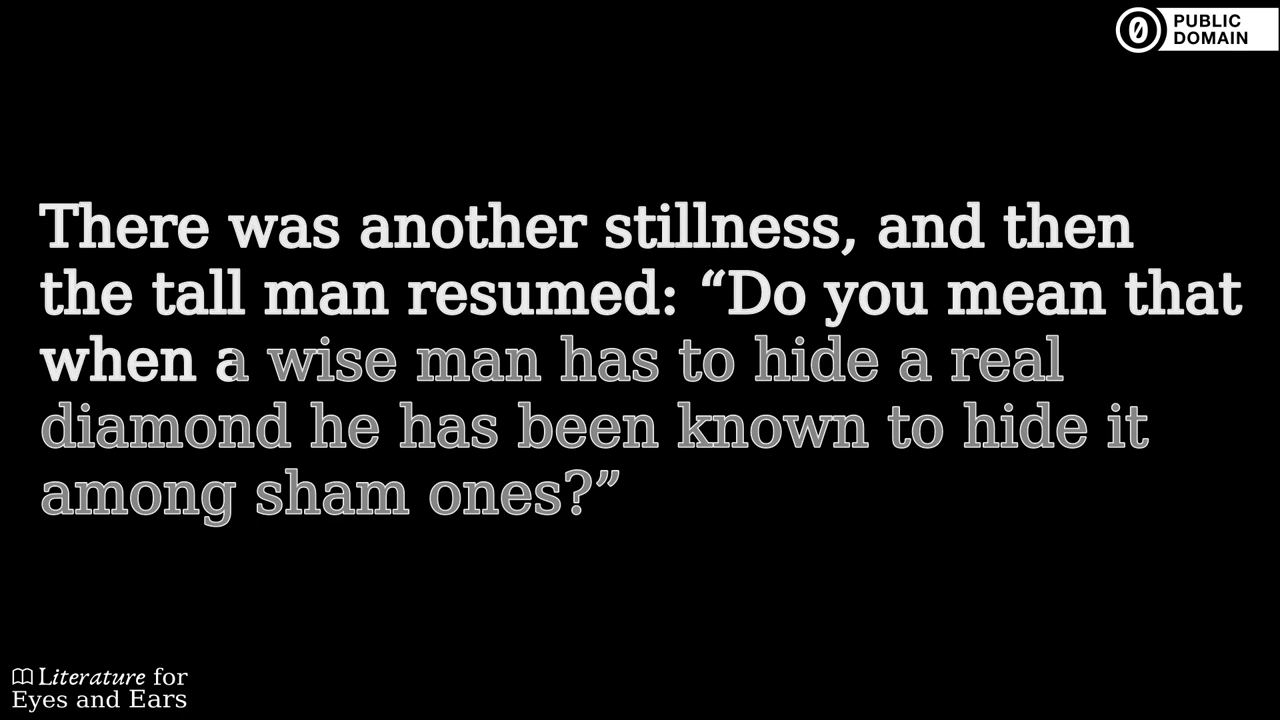 PUBLIC
DOMAIN
There was another stillness, and then
the tall man resumed: “Do you mean that
when a wise man has to hide a real
diamond he has been known to hide it
among sham ones?”
Literature for
Eyes and Ears